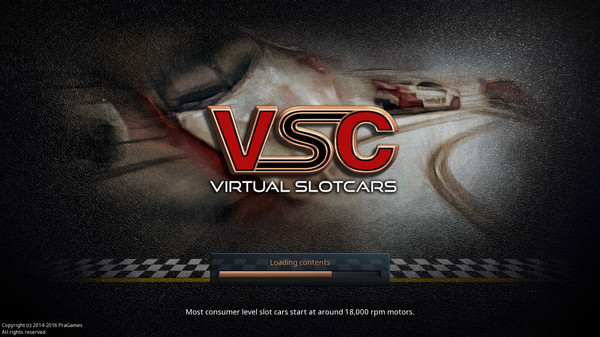 VSC
VIRTUAL SLOTCARS
Loading contents
Most consumer level slot cars start at around 18,000 rpm motors.
Copyright (c) 2014-2016 PraGames
All rights reserved